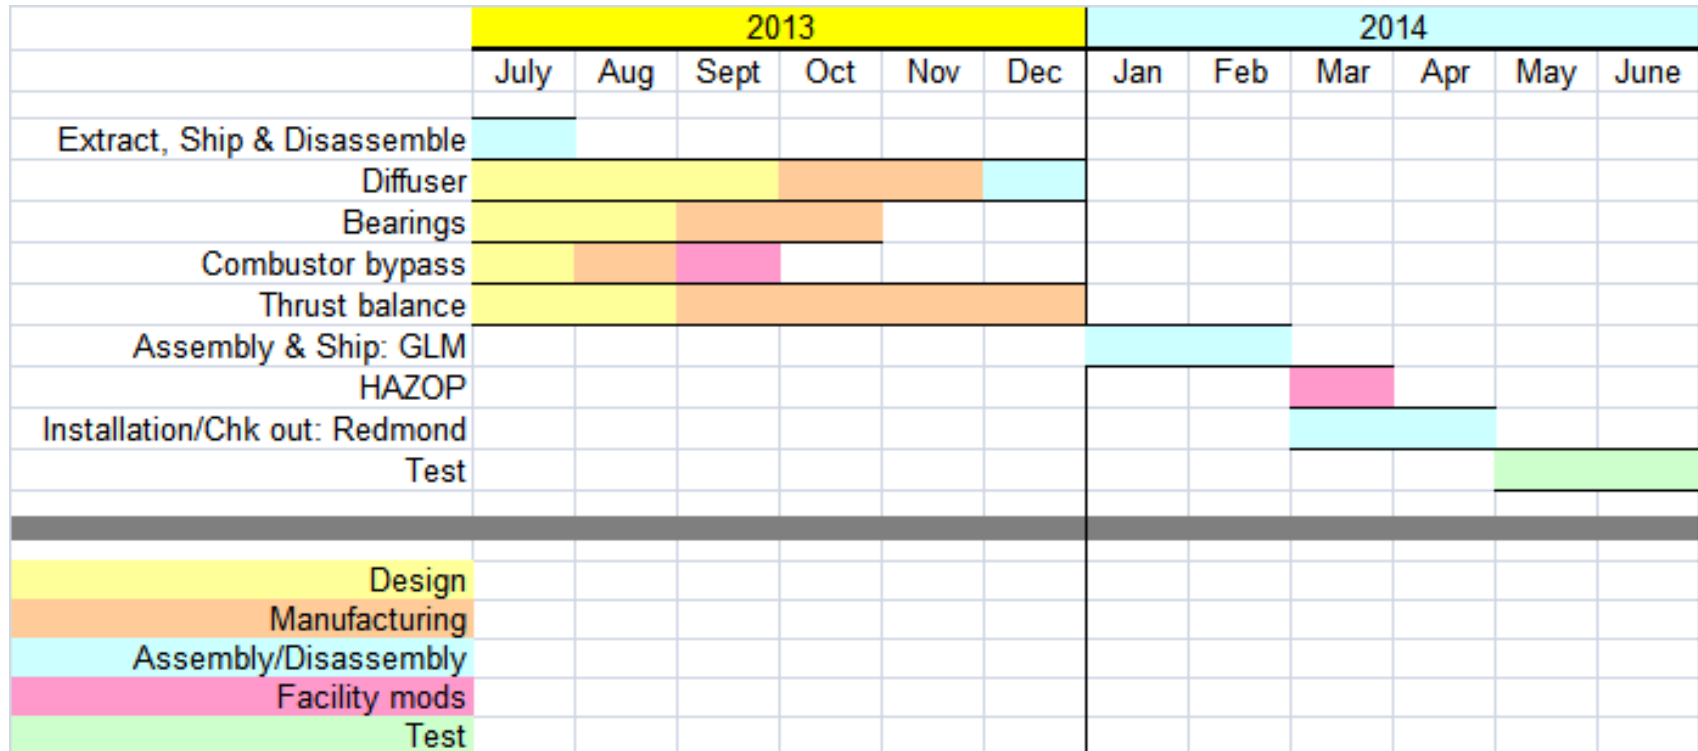 2013 2014
July Aug Sept Oct Nov Dec Jan Feb Mar Apr May June
Extract, Ship & Disassemble
Diffuser
Bearings
Combustor bypass
Thrust balance
Assembly & Ship: GLM
HAZOP
Installation/Chk out: Redmond
Test
Design
Manufacturing
Assembly/Disassembly
Facility mods
Test